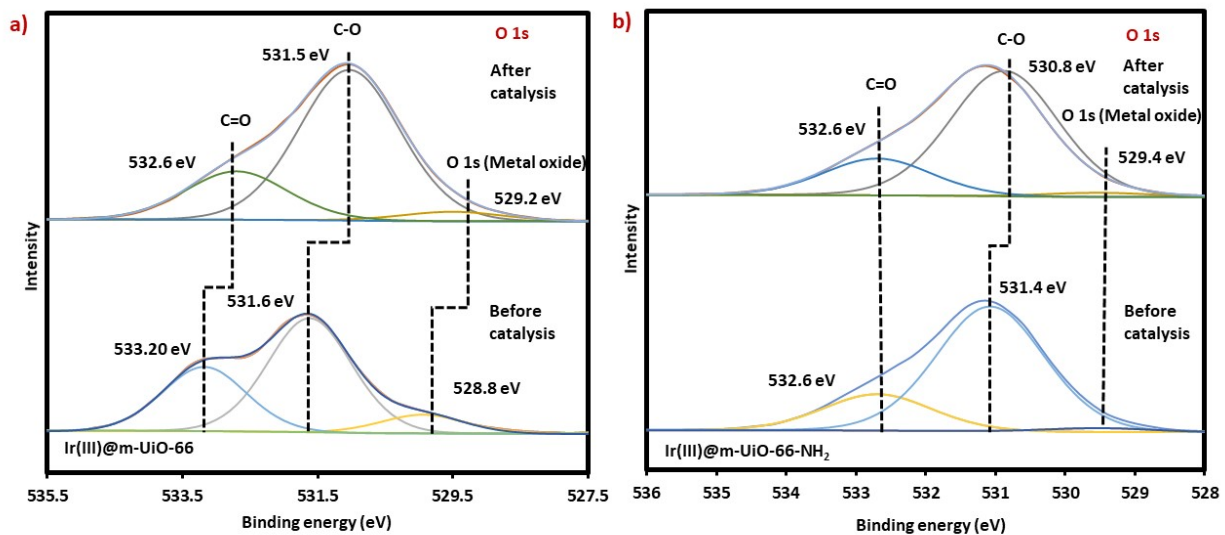 a)
C-O
O 1s
531.5 eV
After
catalysis
C=O
532.6 eV
O 1s (Metal oxide)
529.2 eV
Intensity
531.6 eV
Before
catalysis
533.20 eV
528.8 eV
Ir(III)@m-UiO-66
535.5
533.5
531.5
529.5
527.5
Binding energy (eV)
b)
C-O
O 1s
530.8 eV
After
catalysis
C=O
O 1s (Metal oxide)
532.6 eV
529.4 eV
Intensity
531.4 eV
Before
catalysis
532.6 eV
Ir(III)@m-UiO-66-NH₂
536
535
534
533
532
531
530
529
528
Binding energy (eV)